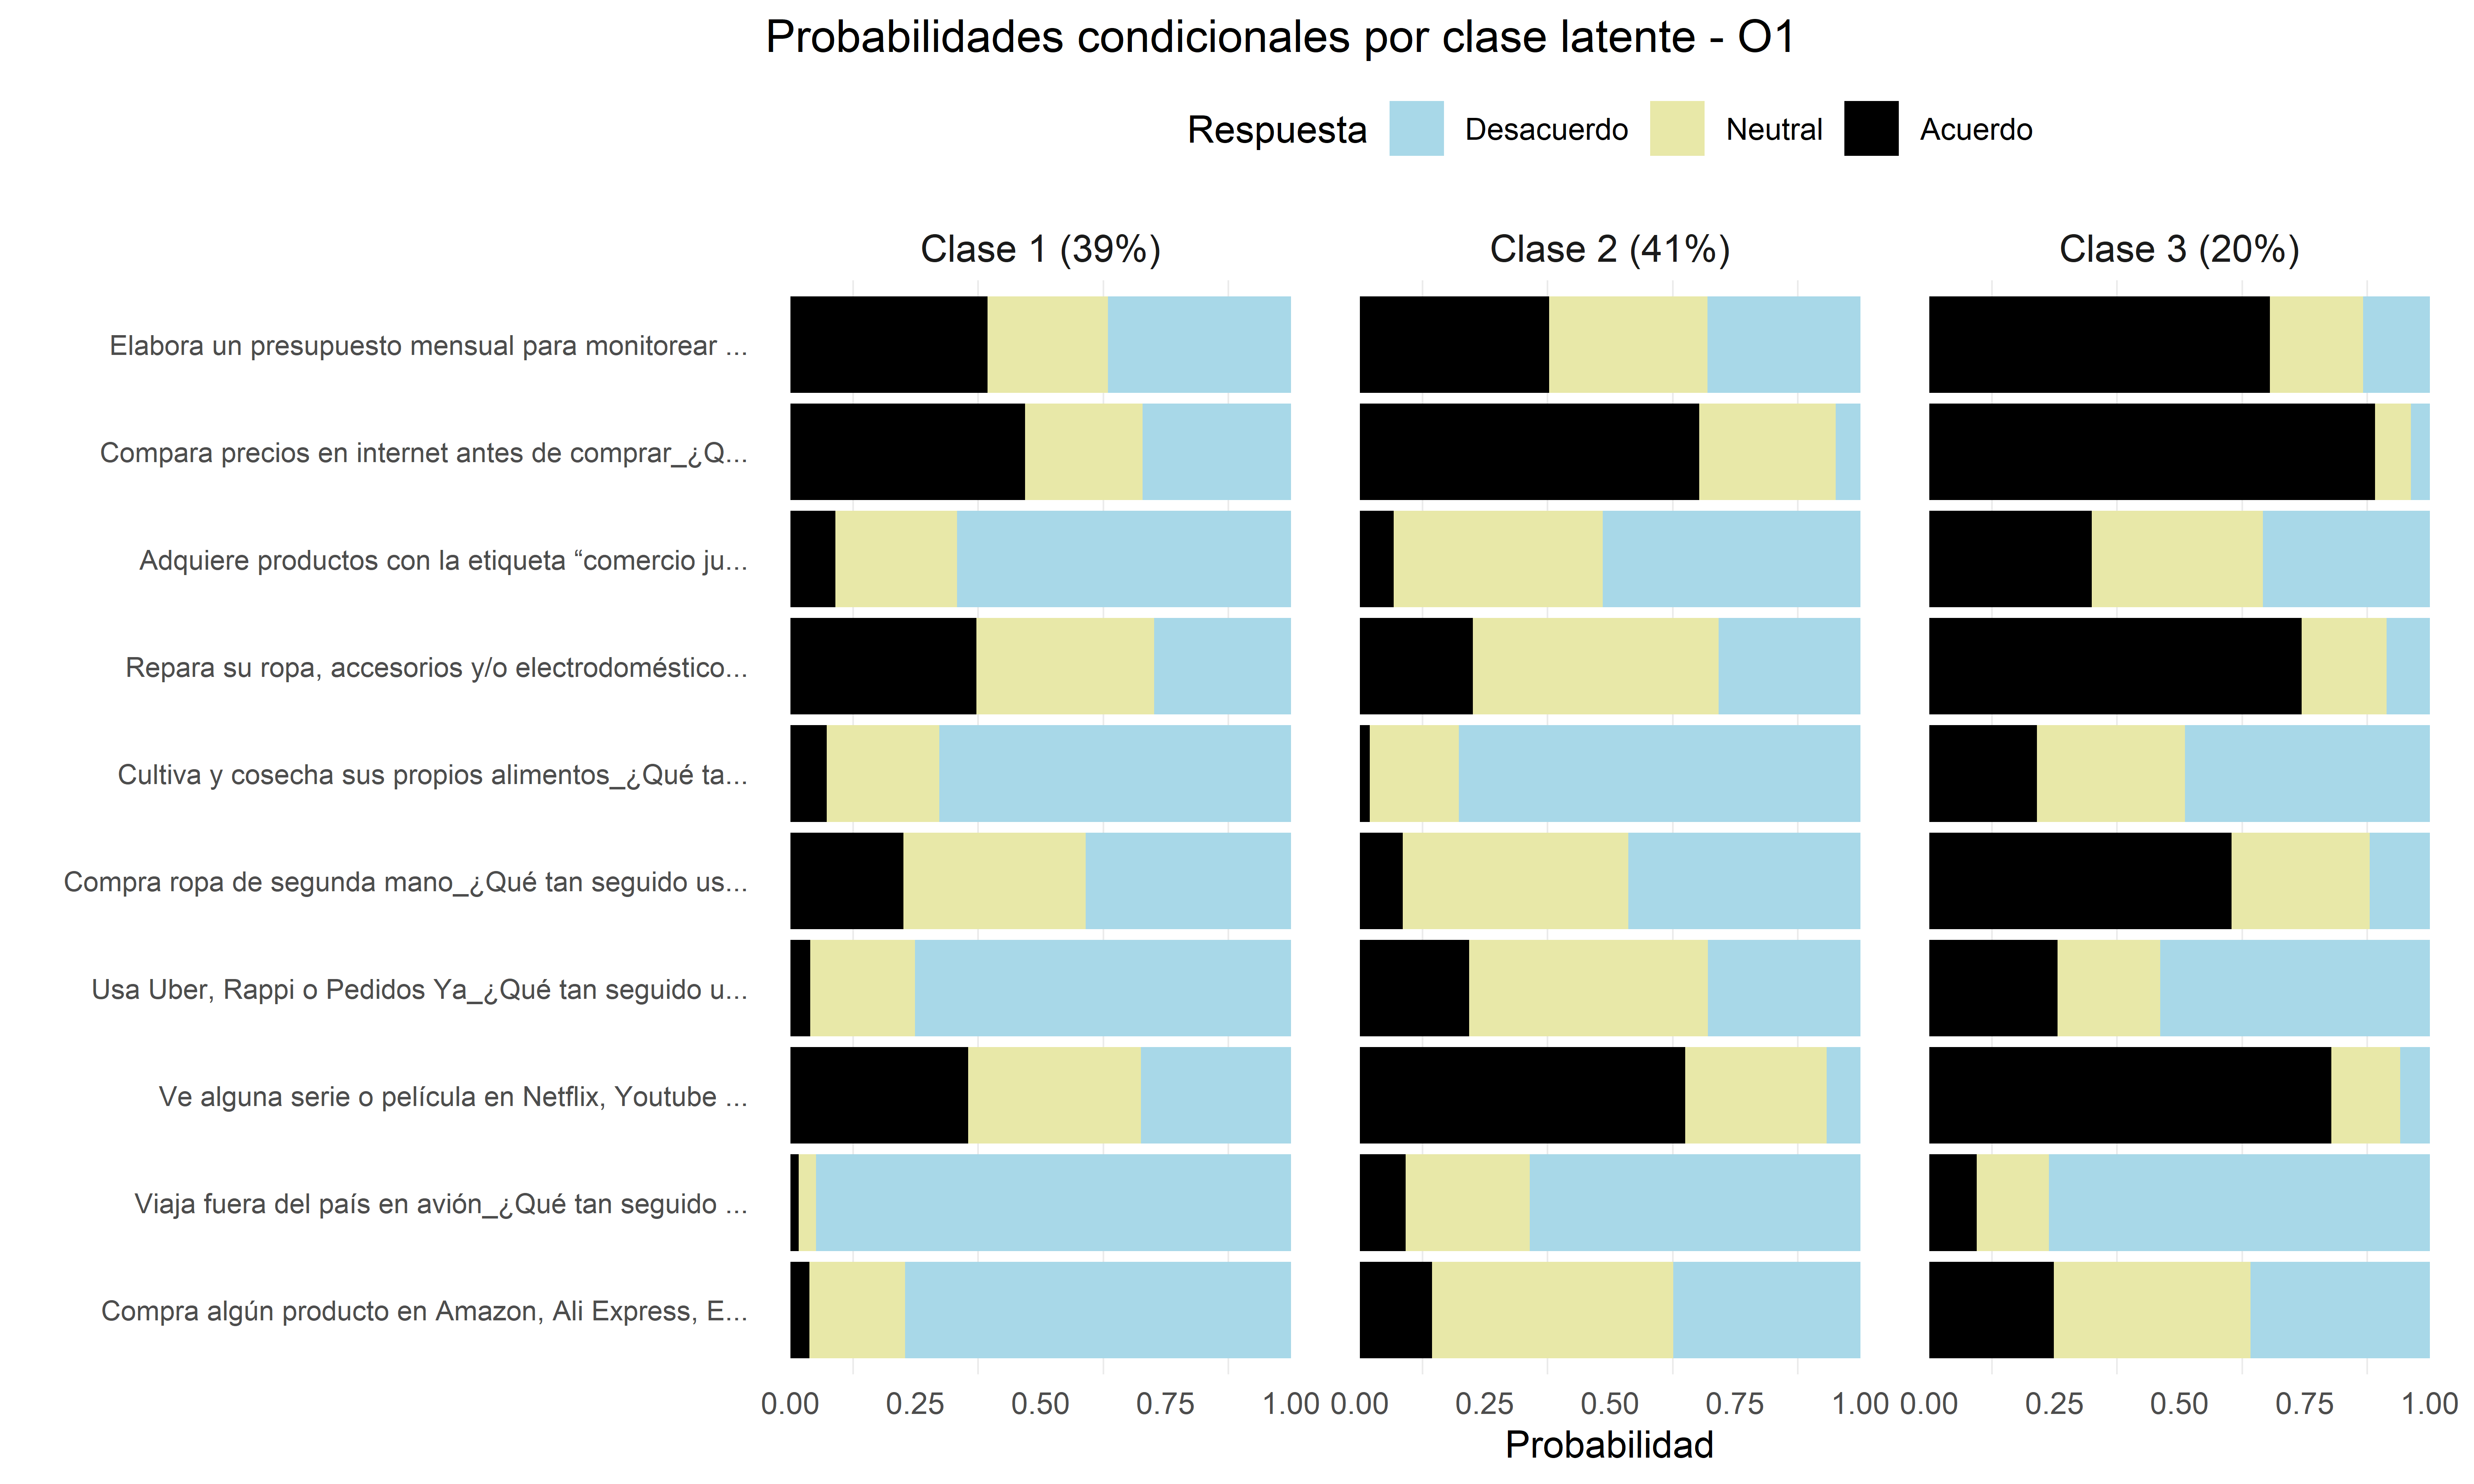 Probabilidades condicionales por clase latente - O1
Respuesta Desacuerdo Neutral Acuerdo
Clase 1 (39%) Clase 2 (41%) Clase 3 (20%)
Elabora un presupuesto mensual para monitorear ...
Compara precios en internet antes de comprar_¿Q...
Adquiere productos con la etiqueta “comercio ju...
Repara su ropa, accesorios y/o electrodoméstico...
Cultiva y cosecha sus propios alimentos_¿Qué ta...
Compra ropa de segunda mano_¿Qué tan seguido us...
Usa Uber, Rappi o Pedidos Ya_¿Qué tan seguido u...
Ve alguna serie o película en Netflix, Youtube ...
Viaja fuera del país en avión_¿Qué tan seguido ...
Compra algún producto en Amazon, Ali Express, E...
0.00 0.25 0.50 0.75 1.00 0.00 0.25 0.50 0.75 1.00 0.00 0.25 0.50 0.75 1.00
Probabilidad